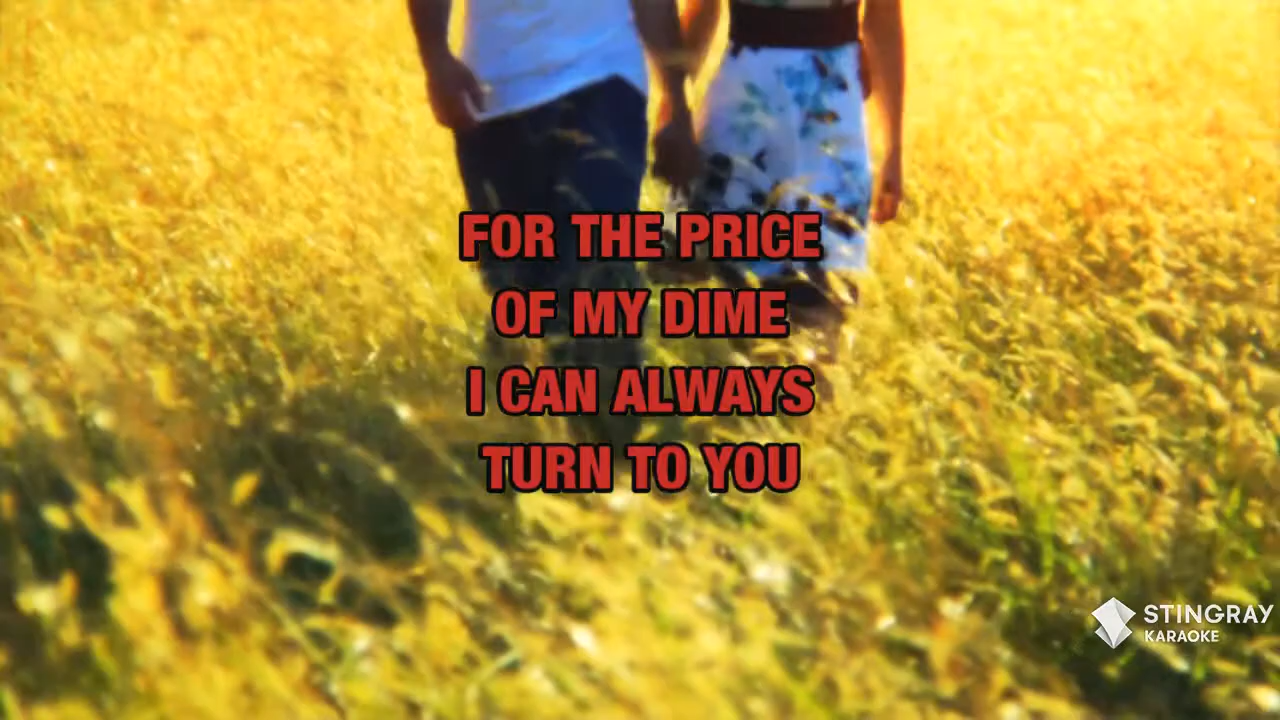 FOR THE PRICE
OF MY DIME
I CAN ALWAYS
TURN TO YOU
STINGRAY
KARAOKE